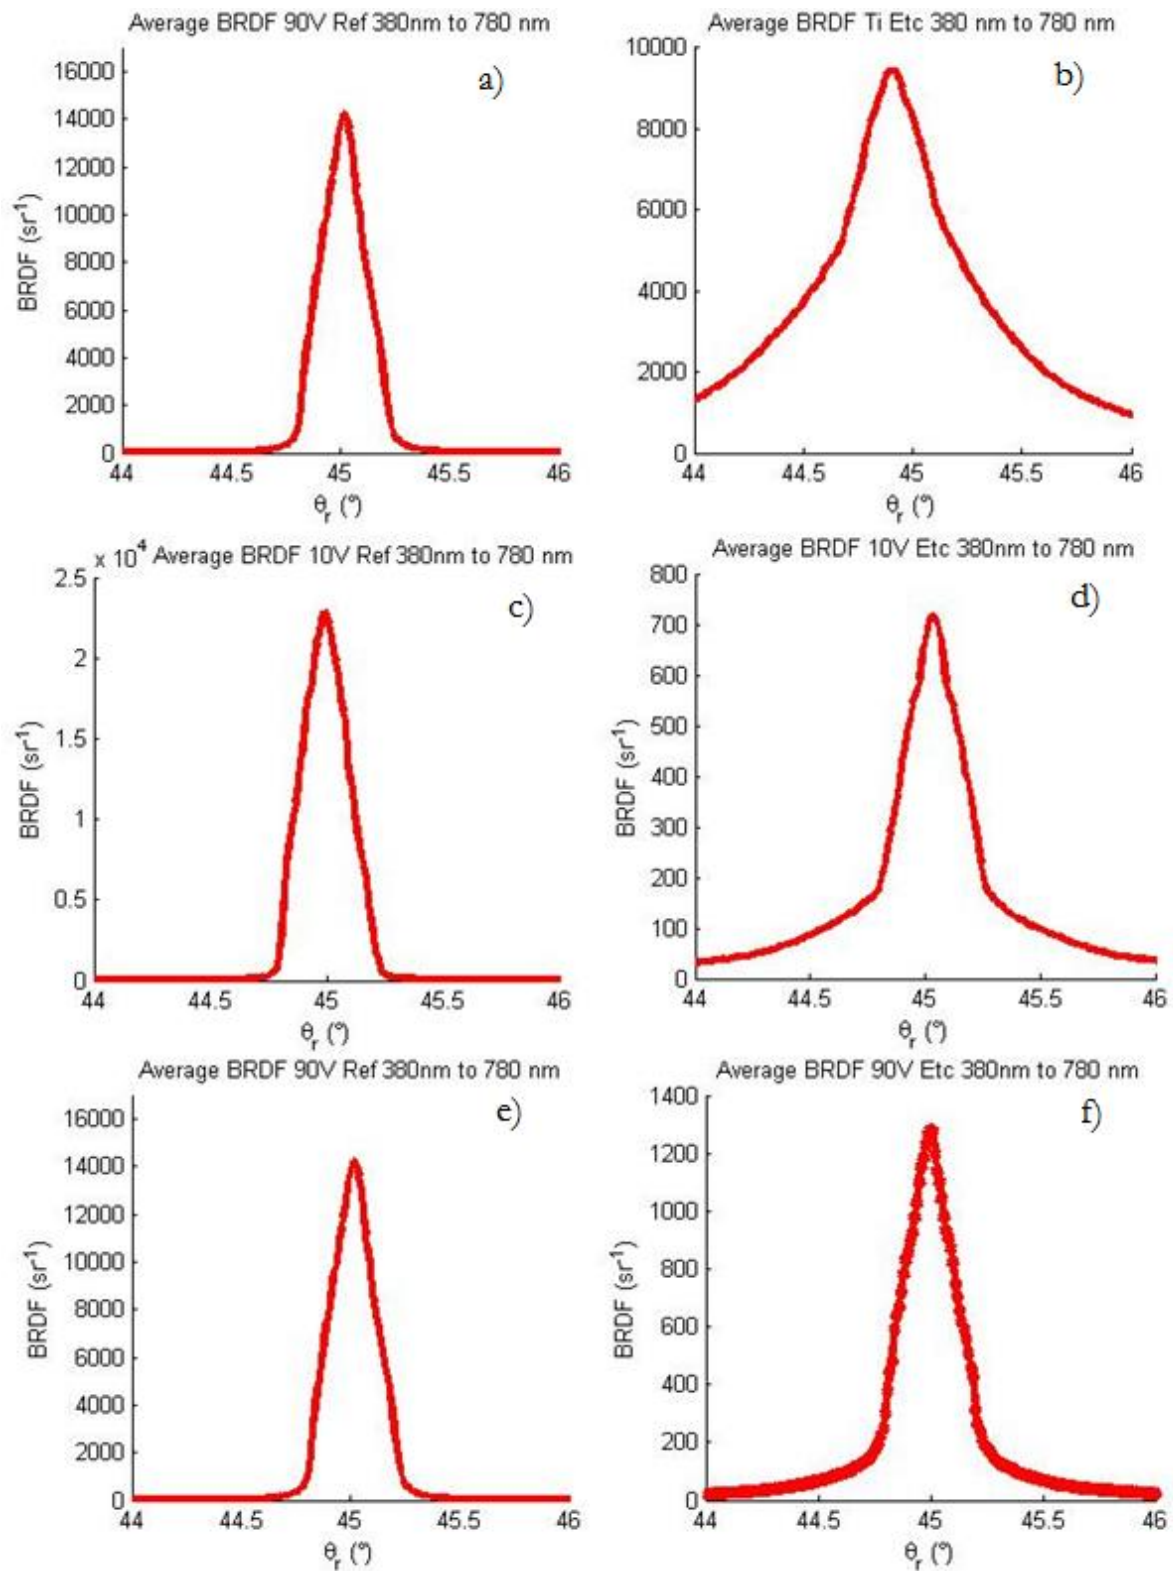 Average BRDF 90V Ref 380nm to 780 nm
a)
16000
14000
12000
10000
8000
6000
4000
2000
0
BRDF (sr⁻¹)
44 44.5 45 45.5 46
θr (°)
Average BRDF Ti Etc 380 nm to 780 nm
b)
10000
8000
6000
4000
2000
0
BRDF (sr⁻¹)
44 44.5 45 45.5 46
θr (°)
x 10⁴ Average BRDF 10V Ref 380nm to 780 nm
c)
2.5
2
1.5
1
0.5
0
BRDF (sr⁻¹)
44 44.5 45 45.5 46
θr (°)
Average BRDF 10V Etc 380nm to 780 nm
d)
800
700
600
500
400
300
200
100
0
BRDF (sr⁻¹)
44 44.5 45 45.5 46
θr (°)
Average BRDF 90V Ref 380nm to 780 nm
e)
16000
14000
12000
10000
8000
6000
4000
2000
0
BRDF (sr⁻¹)
44 44.5 45 45.5 46
θr (°)
Average BRDF 90V Etc 380nm to 780 nm
f)
1400
1200
1000
800
600
400
200
0
BRDF (sr⁻¹)
44 44.5 45 45.5 46
θr (°)